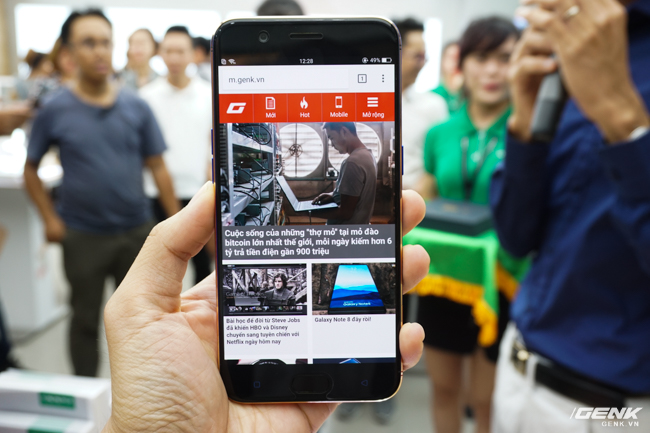 12:28
49%
m.genk.vn
1
G
Mới
Hot
Mobile
Mở rộng
Cuộc sống của những "thợ mỏ" tại mỏ đào
bitcoin lớn nhất thế giới, mỗi ngày kiếm hơn 6
tỷ trả tiền điện gần 900 triệu
Bài học để đời từ Steve Jobs
đã khiến HBO và Disney
chuyển sang tuyên chiến với
Netflix ngày hôm nay
Galaxy Note 8 đây rồi!
GENK
GENK.VN